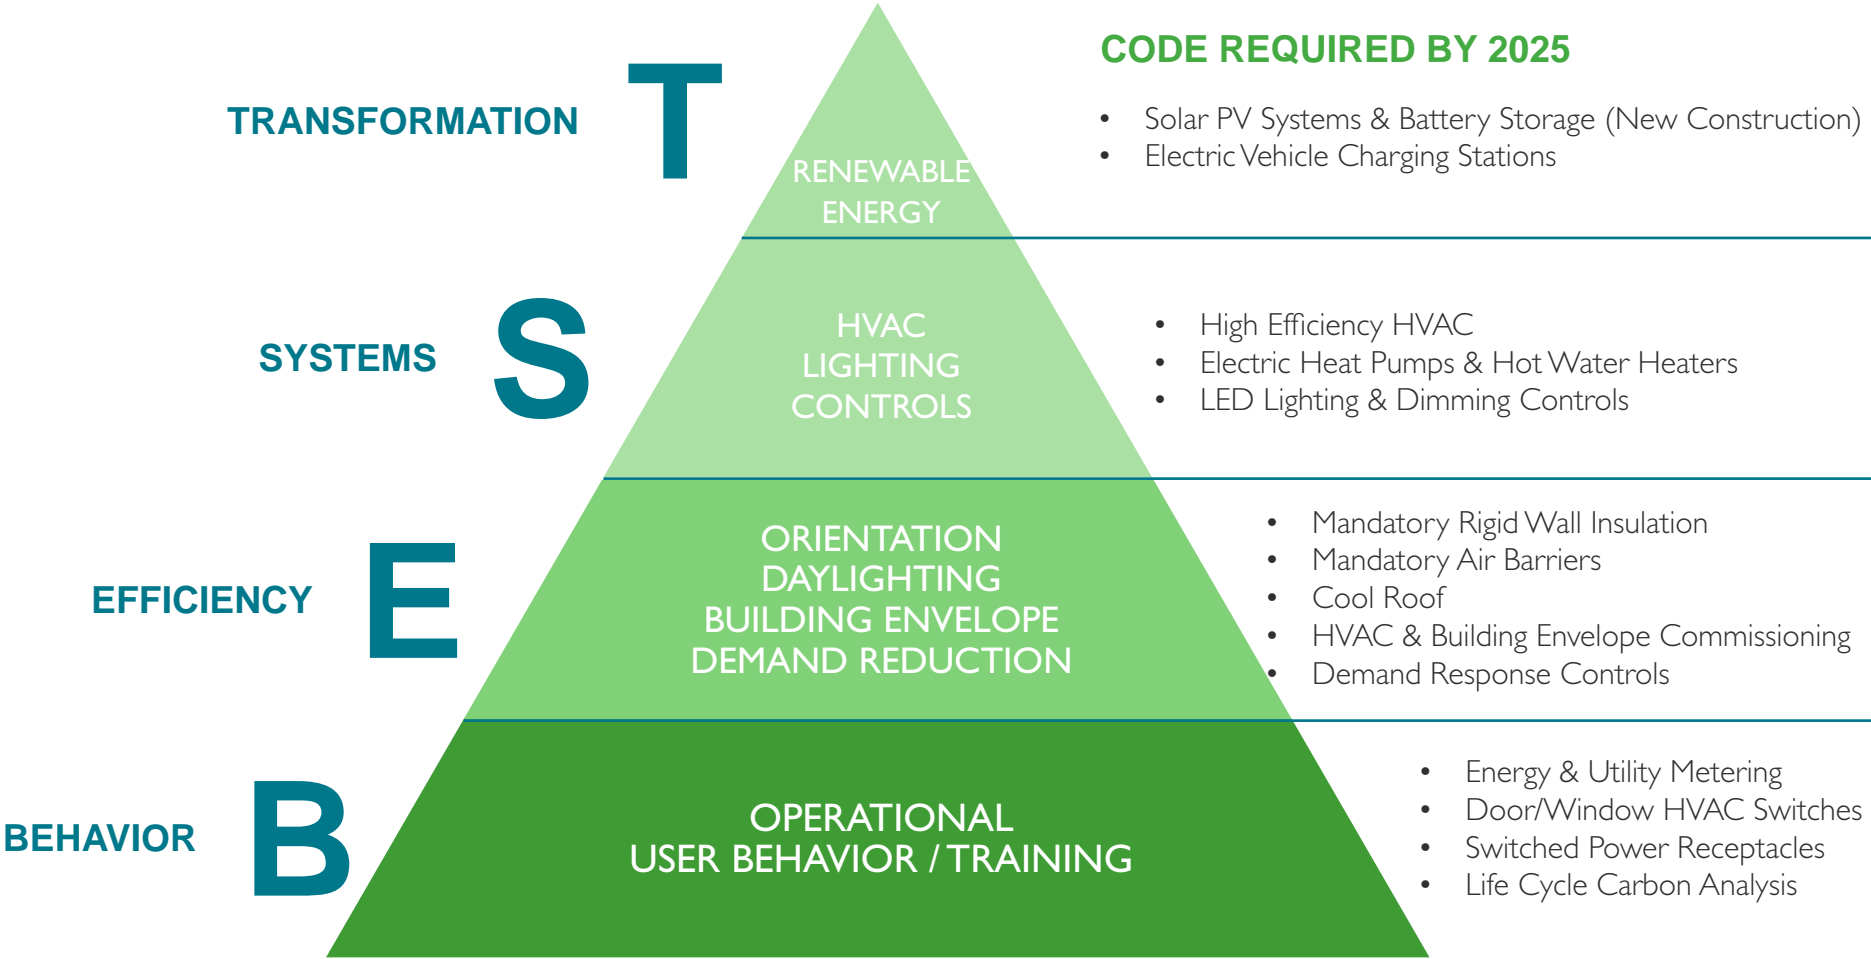 CODE REQUIRED BY 2025
TRANSFORMATION
T
RENEWABLE
ENERGY
• Solar PV Systems & Battery Storage (New Construction)
• Electric Vehicle Charging Stations
SYSTEMS
S
HVAC
LIGHTING
CONTROLS
• High Efficiency HVAC
• Electric Heat Pumps & Hot Water Heaters
• LED Lighting & Dimming Controls
EFFICIENCY
E
ORIENTATION
DAYLIGHTING
BUILDING ENVELOPE
DEMAND REDUCTION
• Mandatory Rigid Wall Insulation
• Mandatory Air Barriers
• Cool Roof
• HVAC & Building Envelope Commissioning
• Demand Response Controls
BEHAVIOR
B
OPERATIONAL
USER BEHAVIOR / TRAINING
• Energy & Utility Metering
• Door/Window HVAC Switches
• Switched Power Receptacles
• Life Cycle Carbon Analysis